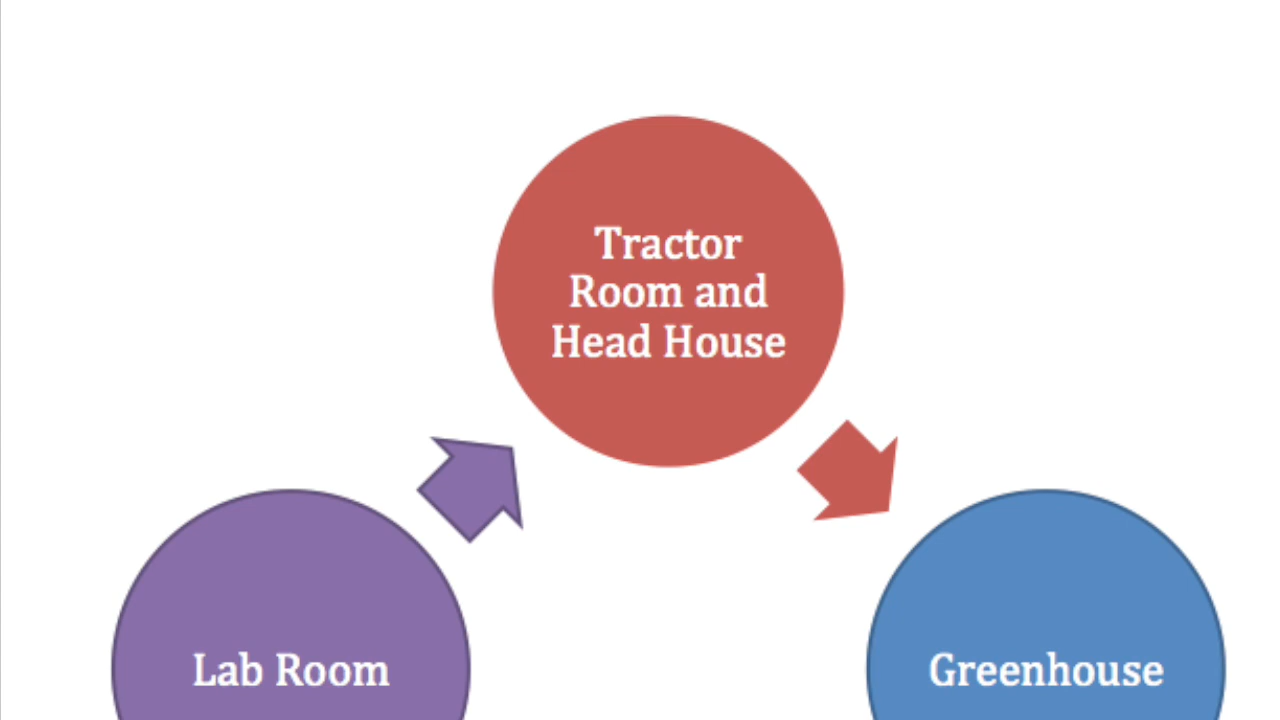 Tractor
Room and
Head House
Lab Room
Greenhouse